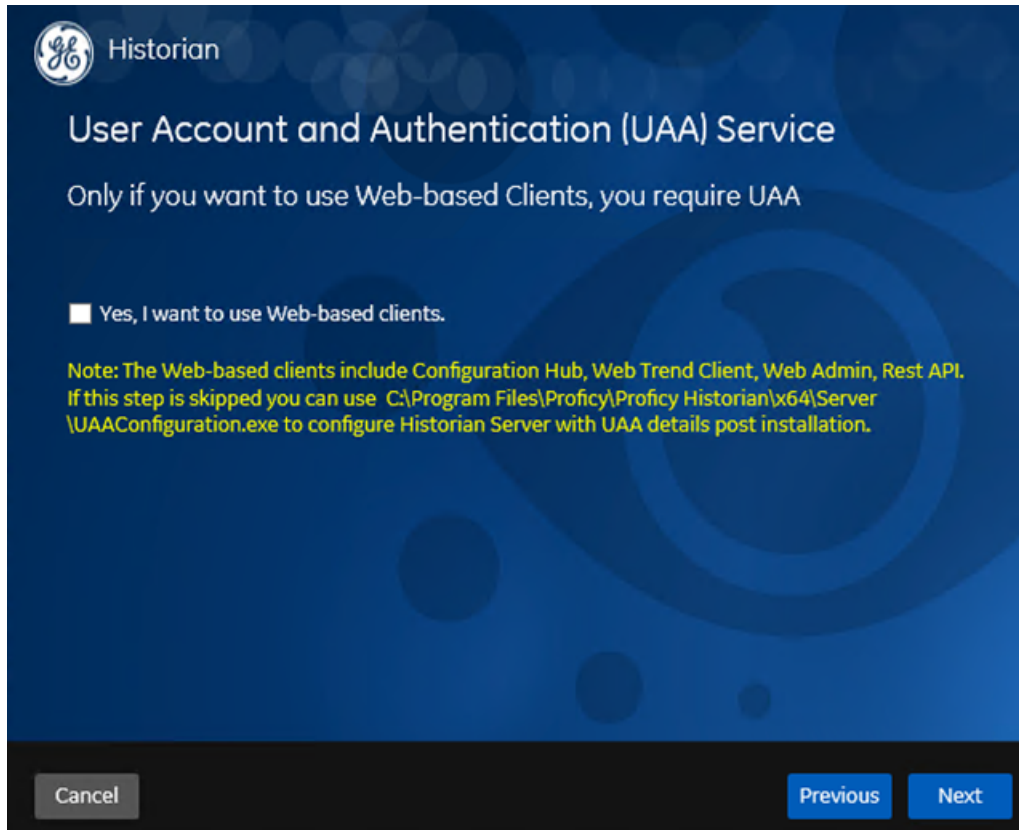 Historian
User Account and Authentication (UAA) Service
Only if you want to use Web-based Clients, you require UAA
Yes, I want to use Web-based clients.
Note: The Web-based clients include Configuration Hub, Web Trend Client, Web Admin, Rest API.
If this step is skipped you can use  C:\Program Files\Proficy\Proficy Historian\x64\Server
\UAAConfiguration.exe to configure Historian Server with UAA details post installation.
Cancel
Previous
Next